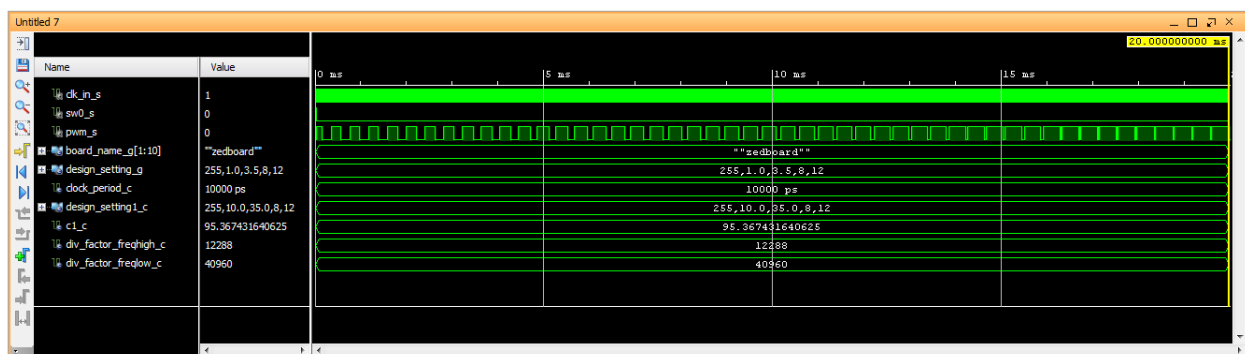 Untitled 7
20.000000000 ms
Name Value
0 ms 5 ms 10 ms 15 ms
clk_in_s 1
sw0_s 0
pwm_s 0
board_name_g[1:10] ""zedboard"" ""zedboard""
design_setting_g 255,1.0,3.5,8,12 255,1.0,3.5,8,12
clock_period_c 10000 ps 10000 ps
design_setting1_c 255,10.0,35.0,8,12 255,10.0,35.0,8,12
c1_c 95.367431640625 95.367431640625
div_factor_freqhigh_c 12288 12288
div_factor_freqlow_c 40960 40960